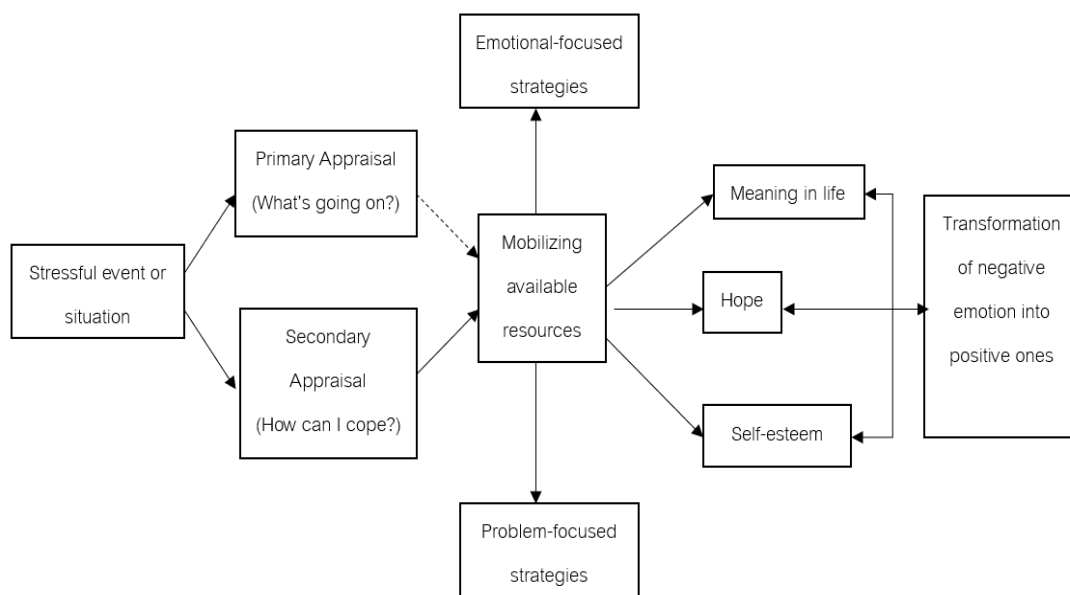 Emotional-focused
strategies
Primary Appraisal
(What's going on?)
Stressful event or
situation
Secondary
Appraisal
(How can I cope?)
Mobilizing
available
resources
Problem-focused
strategies
Meaning in life
Hope
Self-esteem
Transformation
of negative
emotion into
positive ones